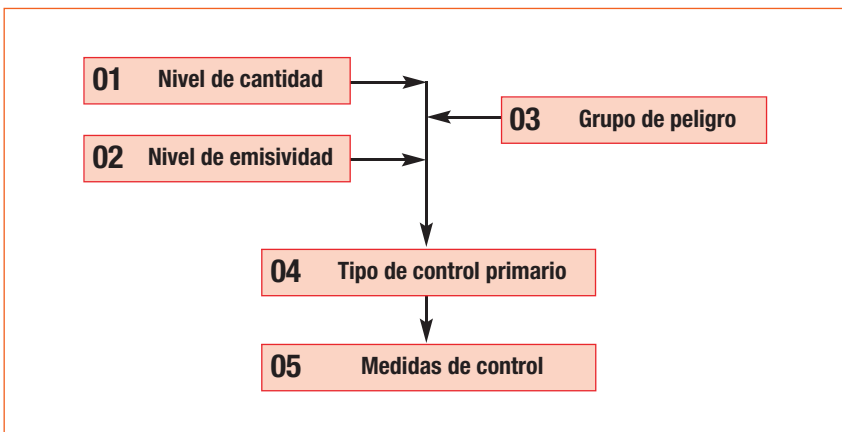 01 Nivel de cantidad
03 Grupo de peligro
02 Nivel de emisividad
04 Tipo de control primario
05 Medidas de control